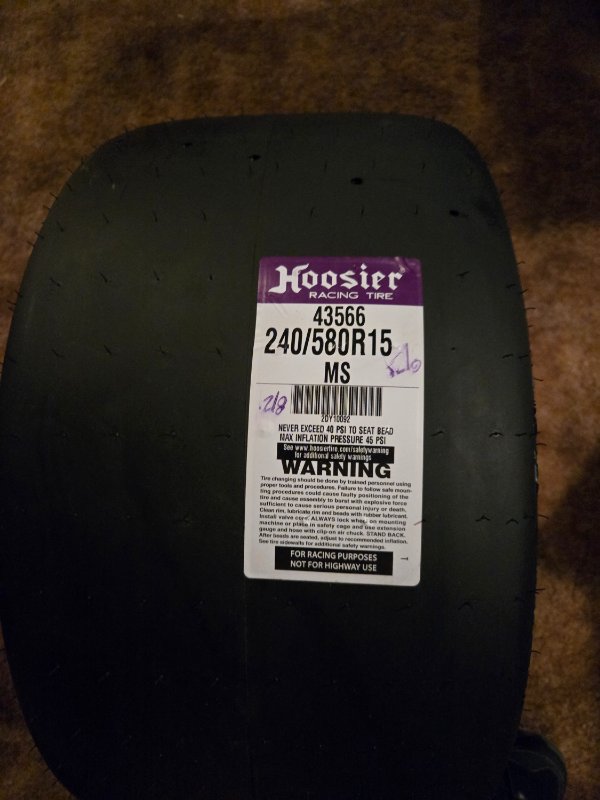 Hoosier
RACING TIRE
43566
240/580R15
MS
2DY10092
NEVER EXCEED 40 PSI TO SEAT BEAD
MAX INFLATION PRESSURE 45 PSI
See www.hoosiertire.com/safetywarning
for additional safety warnings
WARNING
Tire changing should be done by trained personnel using
proper tools and procedures. Failure to follow safe moun-
ting procedures could cause faulty positioning of the
tire and cause assembly to burst with explosive force
sufficient to cause serious personal injury or death.
Clean rim, lubricate rim and beads with rubber lubricant.
Install valve core. ALWAYS lock wheel on mounting
machine or place in safety cage and use extension
gauge and hose with clip-on air chuck. STAND BACK.
After beads are seated, adjust to recommended inflation.
See tire sidewalls for additional safety warnings.
FOR RACING PURPOSES
NOT FOR HIGHWAY USE